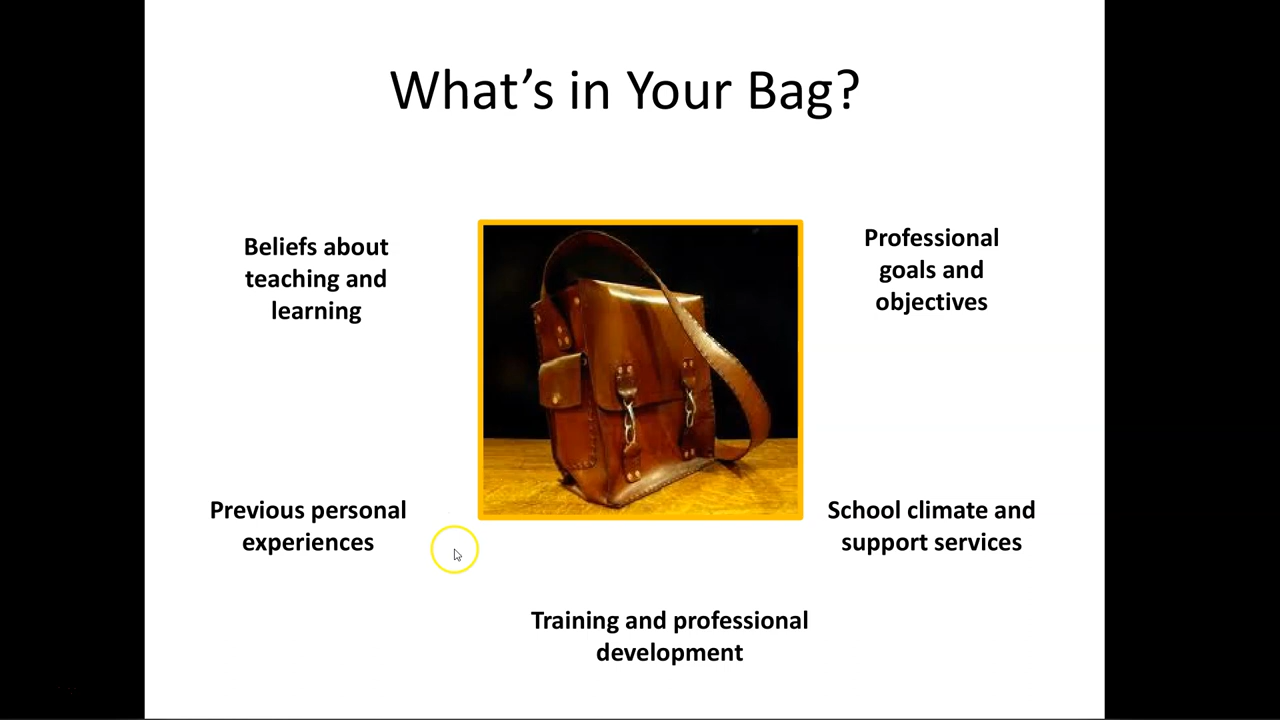 What’s in Your Bag?
Beliefs about
teaching and
learning
Professional
goals and
objectives
Previous personal
experiences
School climate and
support services
Training and professional
development